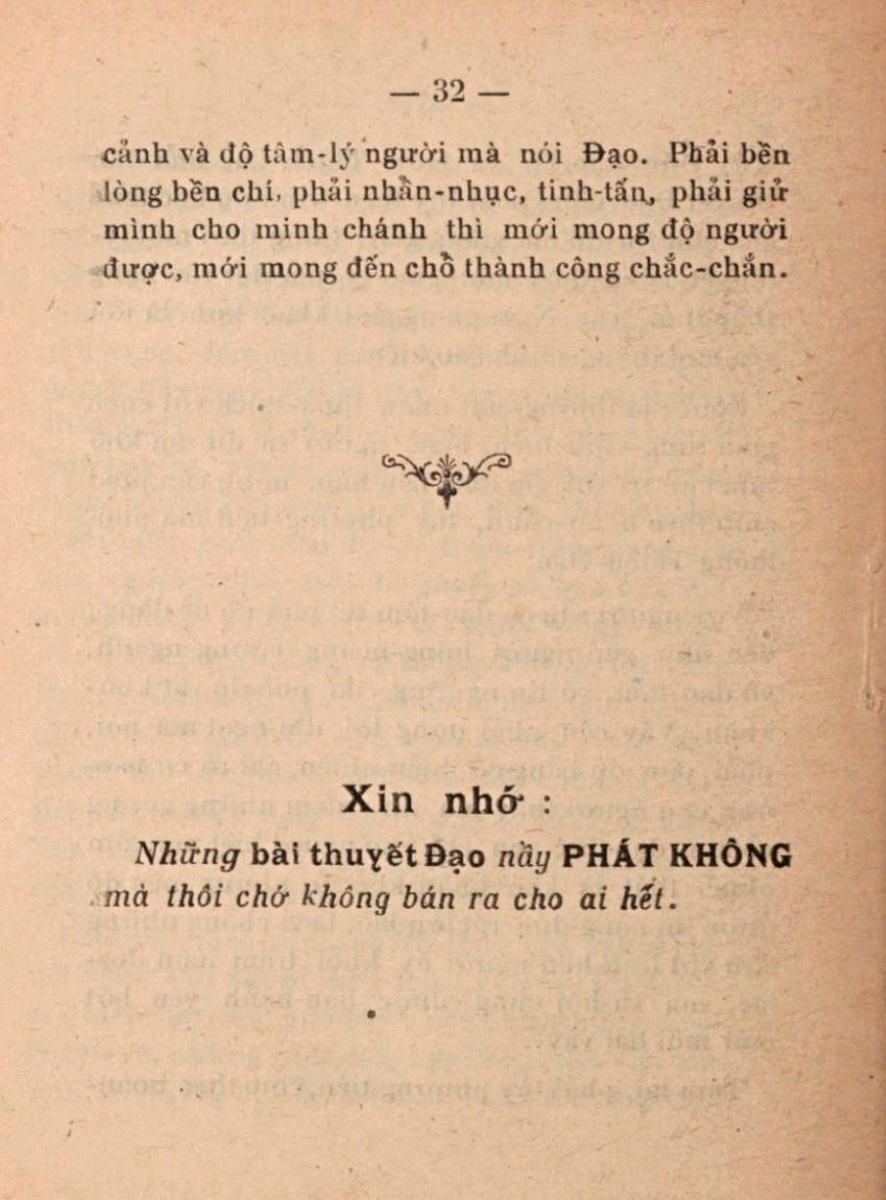 — 32 —
cảnh và độ tâm-lý người mà nói Đạo. Phải bền
lòng bền chí, phải nhẫn-nhục, tinh-tấn, phải giử
mình cho minh chánh thì mới mong độ người
được, mới mong đến chỗ thành công chắc-chắn.
Xin nhớ :
Những bài thuyết Đạo nầy PHÁT KHÔNG
mà thôi chớ không bán ra cho ai hết.